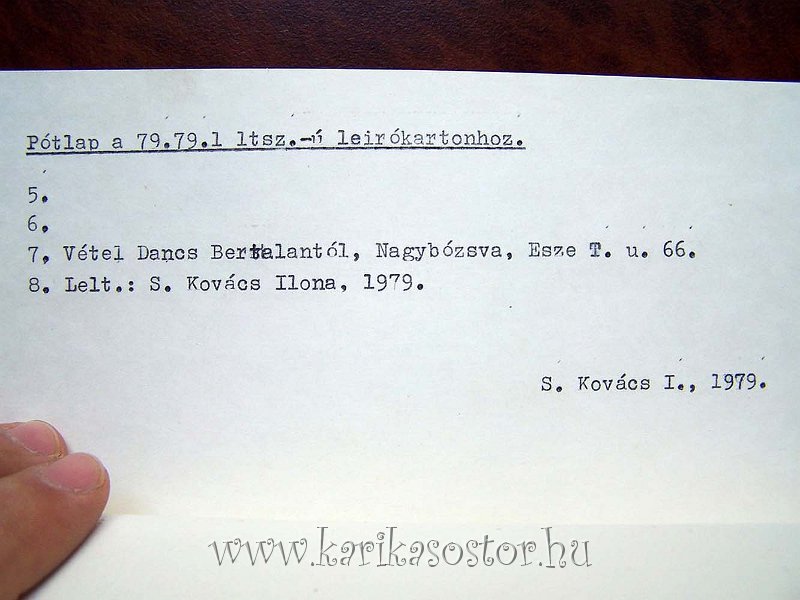 Pótlap a 79.79.1 ltsz.-ú leirókartonhoz.
5.
6.
7. Vétel Dancs Bertalantól, Nagybózsva, Esze T. u. 66.
8. Lelt.: S. Kovács Ilona, 1979.
S. Kovács I., 1979.
www.karikasostor.hu